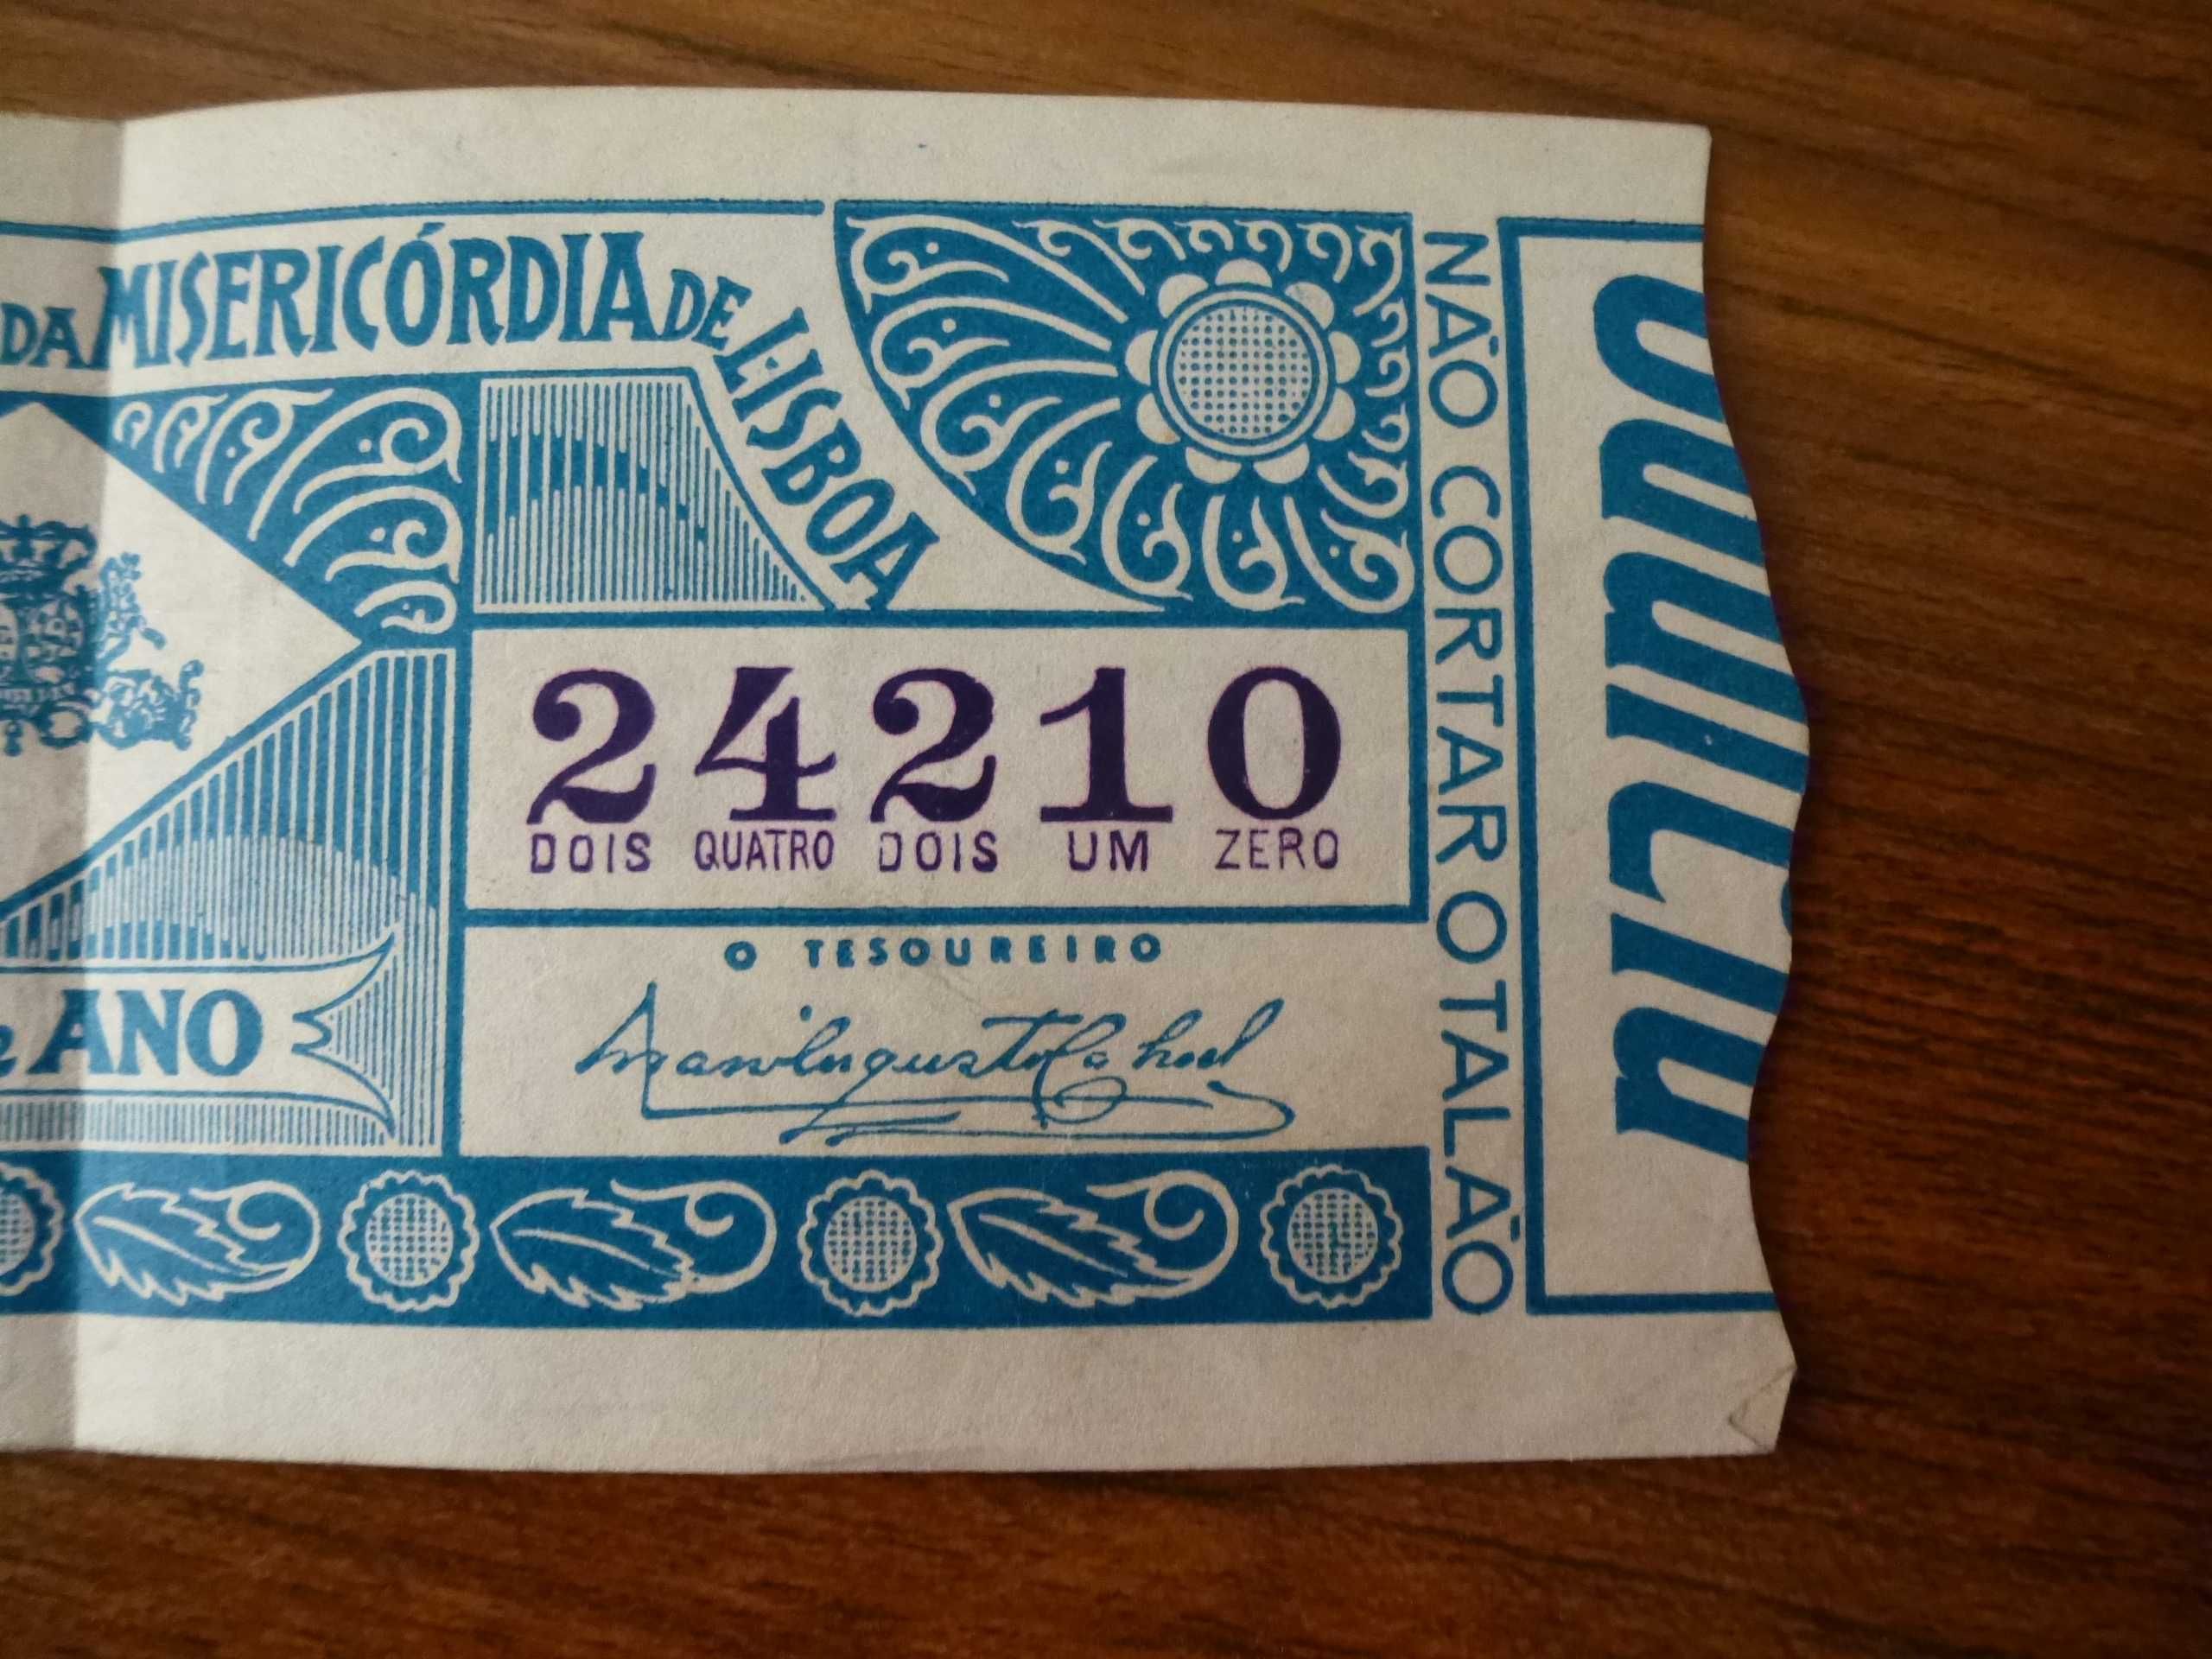 DA MISERICÓRDIA DE LISBOA
24210
DOIS QUATRO DOIS UM ZERO
O TESOUREIRO
ANO
NÃO CORTAR O TALÃO